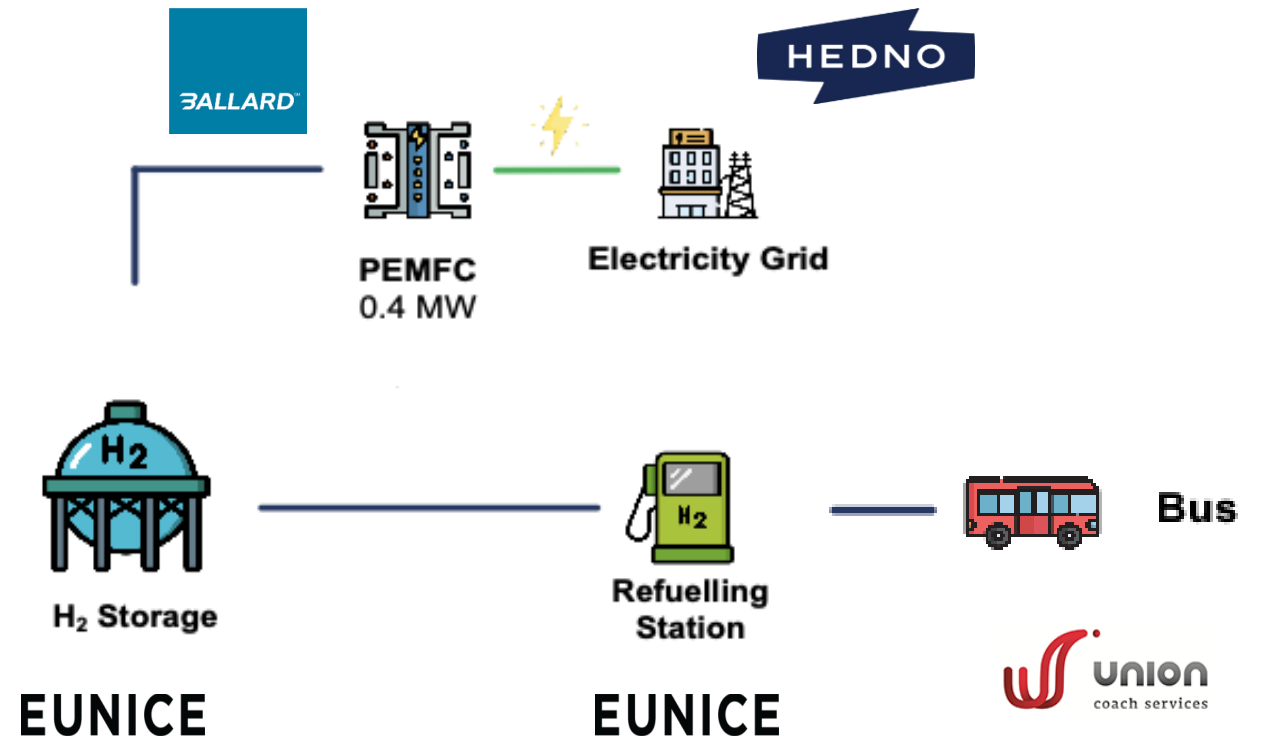 BALLARD™
HEDNO
PEMFC
0.4 MW
Electricity Grid
H2
H₂ Storage
H2
Refuelling
Station
Bus
EUNICE
EUNICE
union
coach services